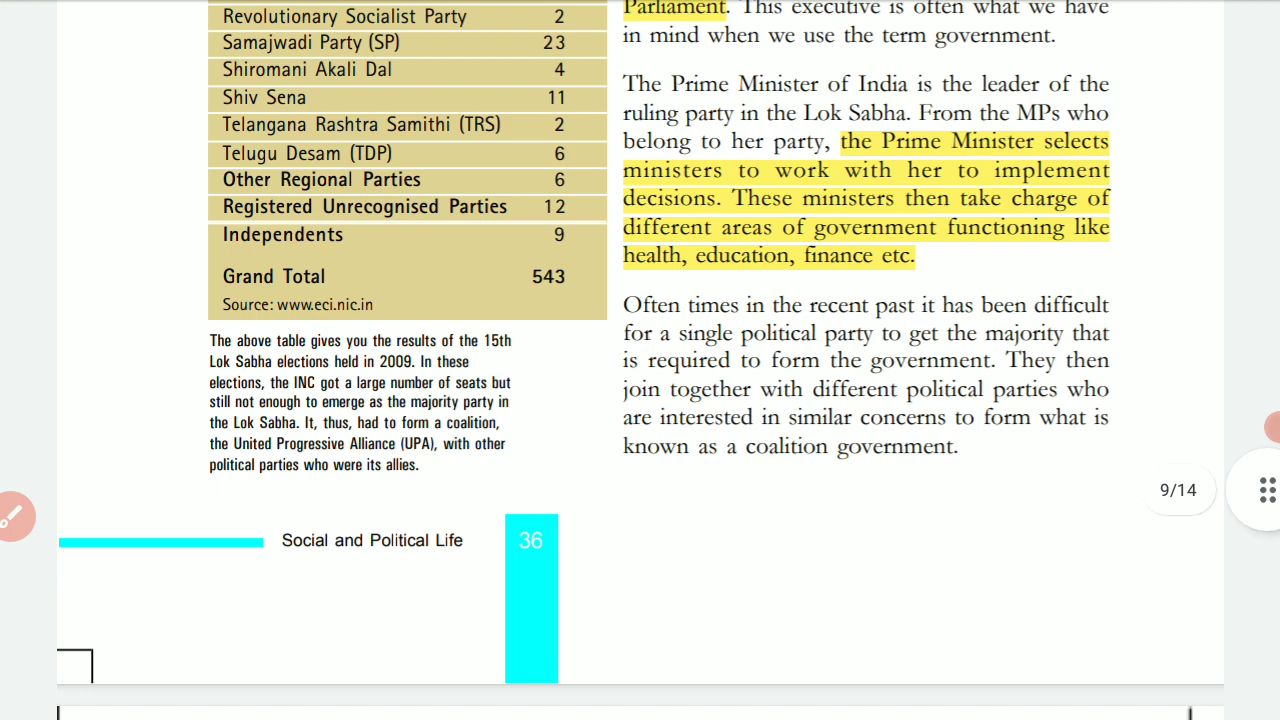 Revolutionary Socialist Party 2
Samajwadi Party (SP) 23
Shiromani Akali Dal 4
Shiv Sena 11
Telangana Rashtra Samithi (TRS) 2
Telugu Desam (TDP) 6
Other Regional Parties 6
Registered Unrecognised Parties 12
Independents 9
Grand Total 543
Source: www.eci.nic.in
The above table gives you the results of the 15th
Lok Sabha elections held in 2009. In these
elections, the INC got a large number of seats but
still not enough to emerge as the majority party in
the Lok Sabha. It, thus, had to form a coalition,
the United Progressive Alliance (UPA), with other
political parties who were its allies.
Parliament. This executive is often what we have
in mind when we use the term government.
The Prime Minister of India is the leader of the
ruling party in the Lok Sabha. From the MPs who
belong to her party, the Prime Minister selects
ministers to work with her to implement
decisions. These ministers then take charge of
different areas of government functioning like
health, education, finance etc.
Often times in the recent past it has been difficult
for a single political party to get the majority that
is required to form the government. They then
join together with different political parties who
are interested in similar concerns to form what is
known as a coalition government.
9/14
Social and Political Life 36